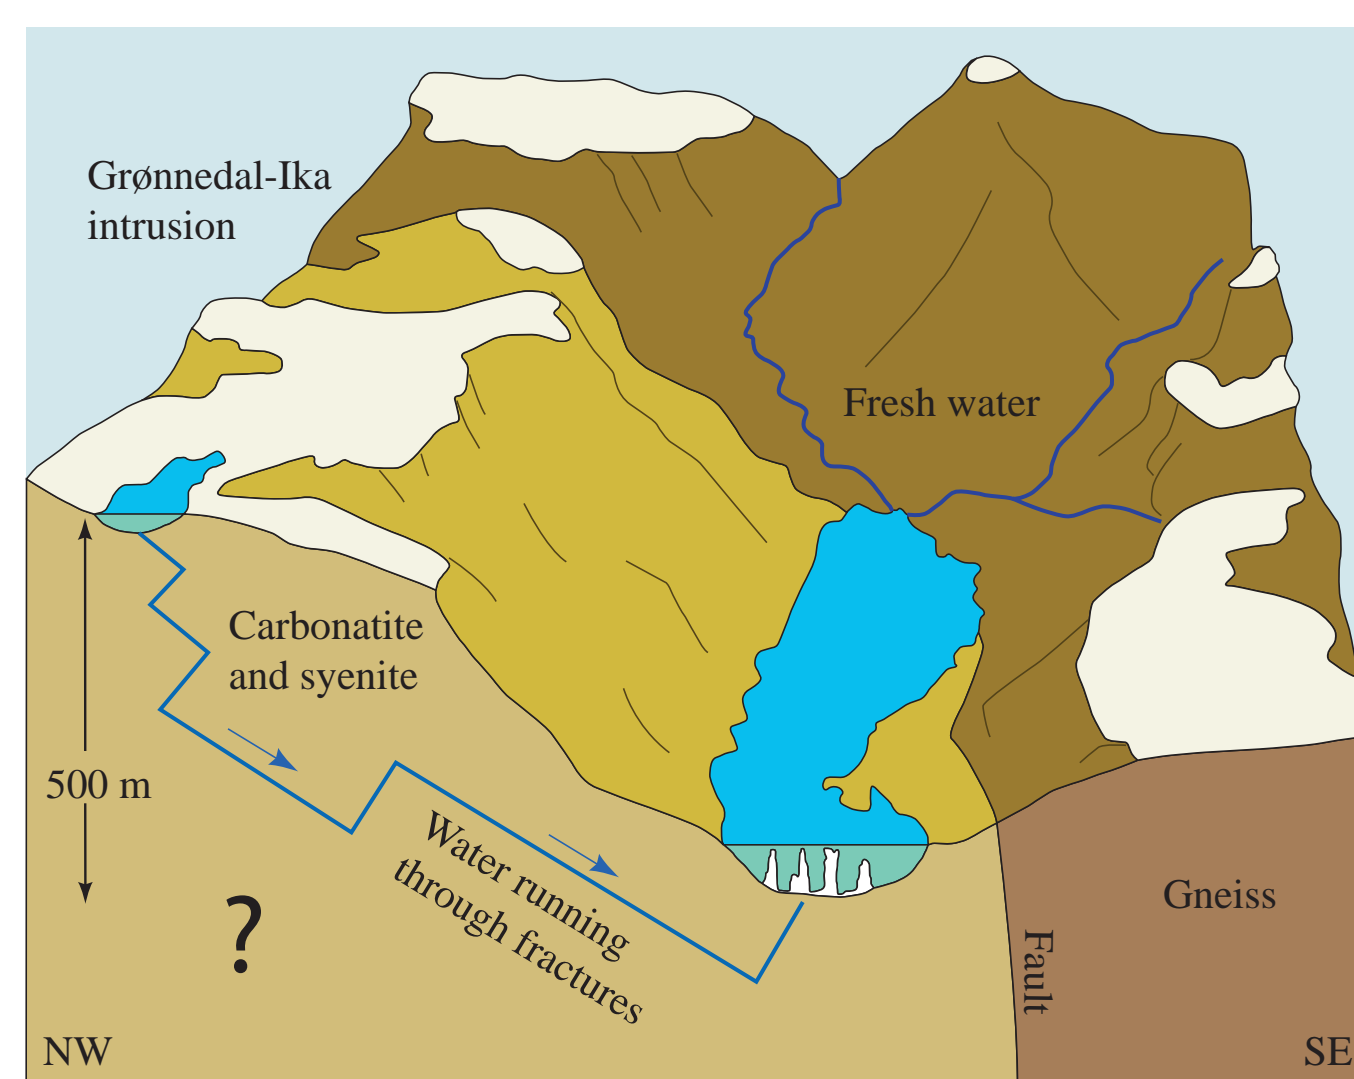 Grønnedal-Ika
intrusion
Fresh water
Carbonatite
and syenite
500 m
Water running
through fractures
?
Gneiss
Fault
NW
SE